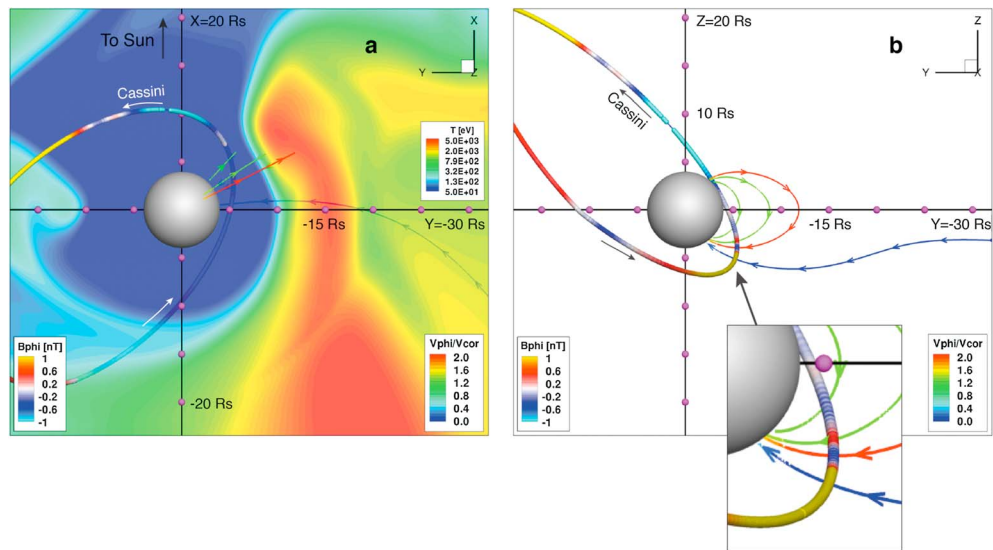 X=20 Rs
X
To Sun
a
Y
Z
Cassini
T [eV]
5.0E+03
2.0E+03
7.9E+02
3.2E+02
1.3E+02
5.0E+01
-15 Rs
Y=-30 Rs
-20 Rs
Bphi [nT]
1
0.6
0.2
-0.2
-0.6
-1
Vphi/Vcor
2.0
1.6
1.2
0.8
0.4
0.0
Z=20 Rs
Z
b
Y
X
Cassini
10 Rs
-15 Rs
Y=-30 Rs
Bphi [nT]
1
0.6
0.2
-0.2
-0.6
-1
Vphi/Vcor
2.0
1.6
1.2
0.8
0.4
0.0